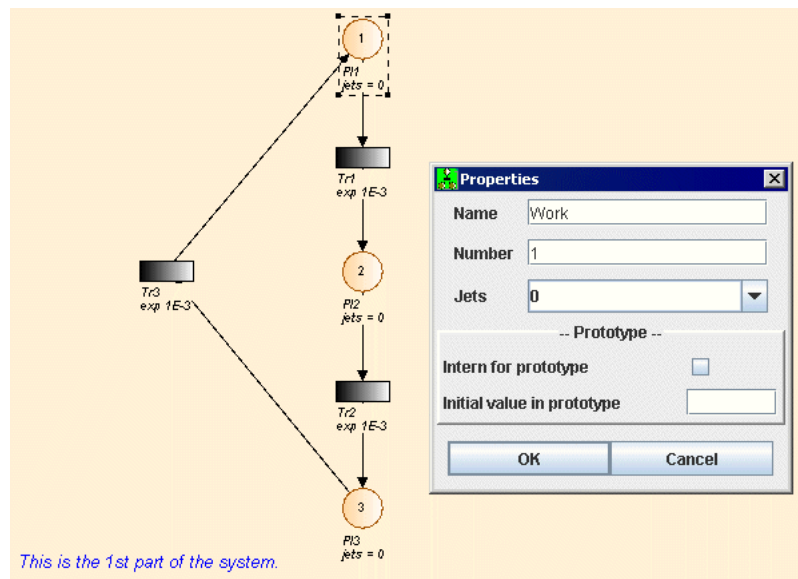 1
Pl1
jets = 0
Tr1
exp 1E-3
Tr3
exp 1E-3
2
Pl2
jets = 0
Tr2
exp 1E-3
3
Pl3
jets = 0
This is the 1st part of the system.
Properties
Name Work
Number 1
Jets 0
-- Prototype --
Intern for prototype
Initial value in prototype
OK Cancel